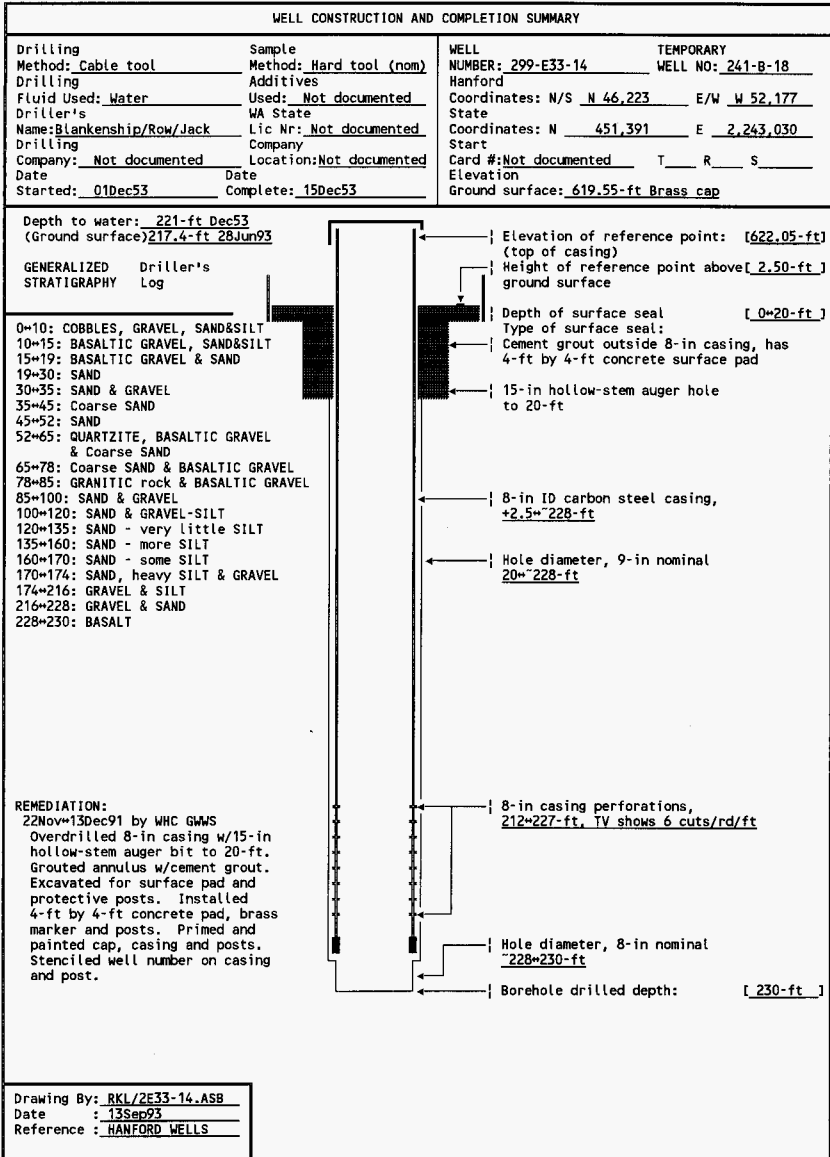 WELL CONSTRUCTION AND COMPLETION SUMMARY
Drilling Sample
Method: Cable tool Method: Hard tool (nom)
Drilling Additives
Fluid Used: Water Used: Not documented
Driller's WA State
Name: Blankenship/Row/Jack Lic Nr: Not documented
Drilling Company
Company: Not documented Location: Not documented
Date Date
Started: 01Dec53 Complete: 15Dec53
WELL TEMPORARY
NUMBER: 299-E33-14 WELL NO: 241-B-18
Hanford
Coordinates: N/S N 46,223 E/W W 52,177
State
Coordinates: N 451,391 E 2,243,030
Start
Card #: Not documented T R S
Elevation
Ground surface: 619.55-ft Brass cap
Depth to water: 221-ft Dec53
(Ground surface) 217.4-ft 28Jun93
GENERALIZED Driller's
STRATIGRAPHY Log
0↔10: COBBLES, GRAVEL, SAND&SILT
10↔15: BASALTIC GRAVEL, SAND&SILT
15↔19: BASALTIC GRAVEL & SAND
19↔30: SAND
30↔35: SAND & GRAVEL
35↔45: Coarse SAND
45↔52: SAND
52↔65: QUARTZITE, BASALTIC GRAVEL
& Coarse SAND
65↔78: Coarse SAND & BASALTIC GRAVEL
78↔85: GRANITIC rock & BASALTIC GRAVEL
85↔100: SAND & GRAVEL
100↔120: SAND & GRAVEL-SILT
120↔135: SAND - very little SILT
135↔160: SAND - more SILT
160↔170: SAND - some SILT
170↔174: SAND, heavy SILT & GRAVEL
174↔216: GRAVEL & SILT
216↔228: GRAVEL & SAND
228↔230: BASALT
REMEDIATION:
22Nov↔13Dec91 by WHC GWWS
Overdrilled 8-in casing w/15-in
hollow-stem auger bit to 20-ft.
Grouted annulus w/cement grout.
Excavated for surface pad and
protective posts. Installed
4-ft by 4-ft concrete pad, brass
marker and posts. Primed and
painted cap, casing and posts.
Stenciled well number on casing
and post.
Elevation of reference point: [622.05-ft]
(top of casing)
Height of reference point above [ 2.50-ft ]
ground surface
Depth of surface seal [ 0↔20-ft ]
Type of surface seal:
Cement grout outside 8-in casing, has
4-ft by 4-ft concrete surface pad
15-in hollow-stem auger hole
to 20-ft
8-in ID carbon steel casing,
+2.5↔~228-ft
Hole diameter, 9-in nominal
20↔~228-ft
8-in casing perforations,
212↔227-ft, TV shows 6 cuts/rd/ft
Hole diameter, 8-in nominal
~228↔230-ft
Borehole drilled depth: [ 230-ft ]
Drawing By: RKL/2E33-14.ASB
Date : 13Sep93
Reference : HANFORD WELLS